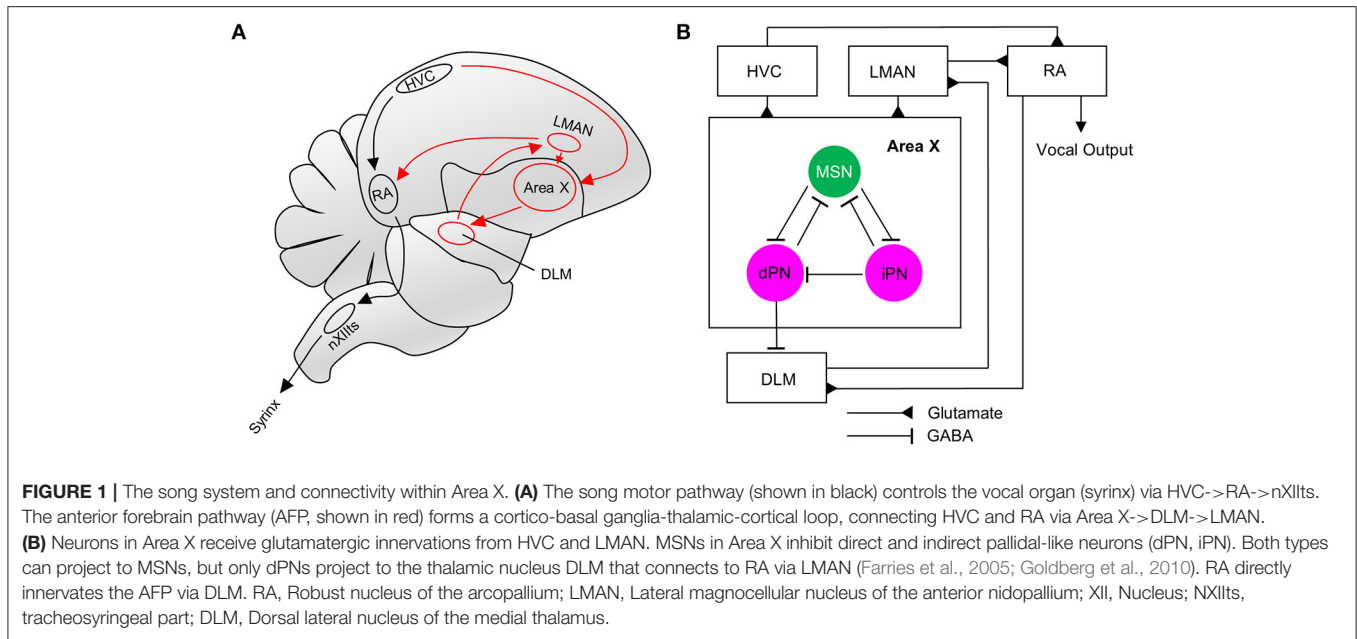 A
HVC
LMAN
RA
Area X
DLM
nXIIts
Syrinx
B
HVC
LMAN
RA
Area X
Vocal Output
MSN
dPN
iPN
DLM
Glutamate
GABA
FIGURE 1 | The song system and connectivity within Area X. (A) The song motor pathway (shown in black) controls the vocal organ (syrinx) via HVC->RA->nXIIts.
The anterior forebrain pathway (AFP, shown in red) forms a cortico-basal ganglia-thalamic-cortical loop, connecting HVC and RA via Area X->DLM->LMAN.
(B) Neurons in Area X receive glutamatergic innervations from HVC and LMAN. MSNs in Area X inhibit direct and indirect pallidal-like neurons (dPN, iPN). Both types
can project to MSNs, but only dPNs project to the thalamic nucleus DLM that connects to RA via LMAN (Farries et al., 2005; Goldberg et al., 2010). RA directly
innervates the AFP via DLM. RA, Robust nucleus of the arcopallium; LMAN, Lateral magnocellular nucleus of the anterior nidopallium; XII, Nucleus; NXIIts,
tracheosyringeal part; DLM, Dorsal lateral nucleus of the medial thalamus.